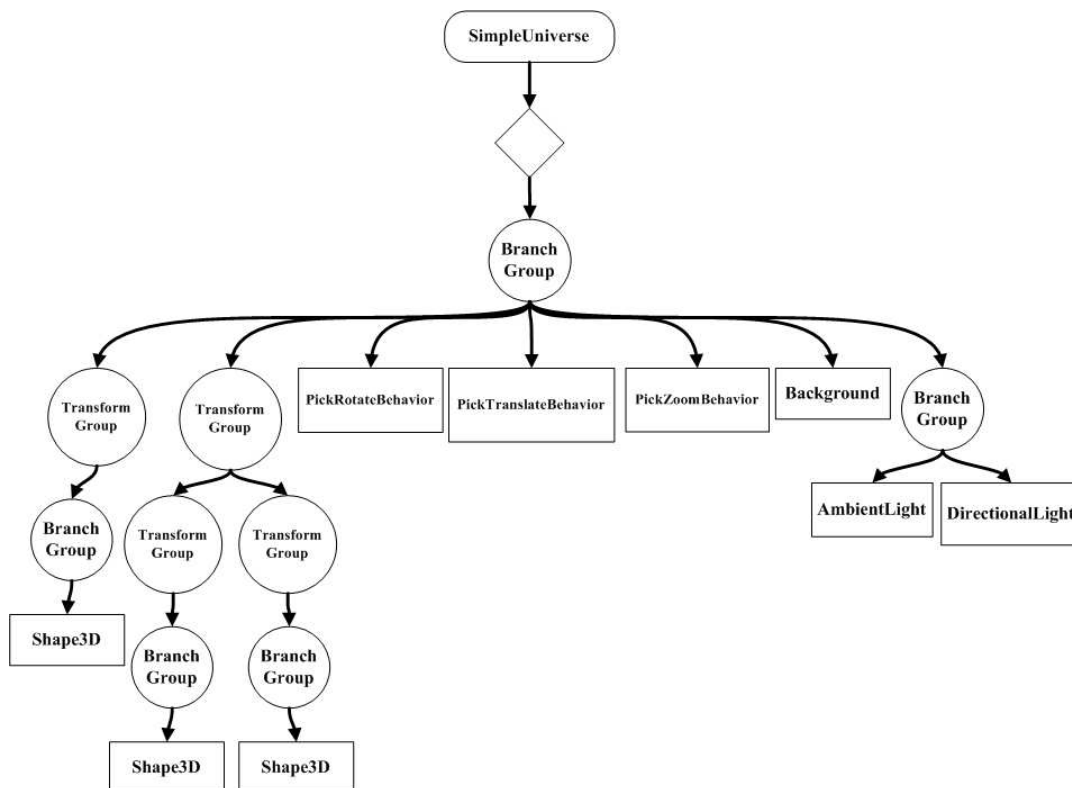 SimpleUniverse
Branch
Group
Transform
Group
Transform
Group
PickRotateBehavior
PickTranslateBehavior
PickZoomBehavior
Background
Branch
Group
Branch
Group
Transform
Group
Transform
Group
AmbientLight
DirectionalLight
Shape3D
Branch
Group
Branch
Group
Shape3D
Shape3D